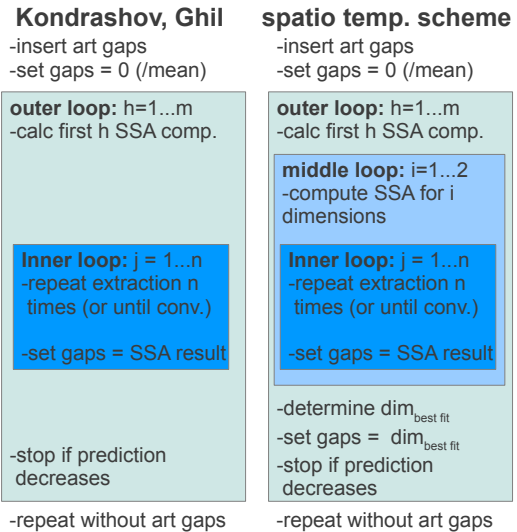 Kondrashov, Ghil
-insert art gaps
-set gaps = 0 (/mean)
outer loop: h=1...m
-calc first h SSA comp.
Inner loop: j = 1...n
-repeat extraction n
times (or until conv.)
-set gaps = SSA result
-stop if prediction
decreases
-repeat without art gaps
spatio temp. scheme
-insert art gaps
-set gaps = 0 (/mean)
outer loop: h=1...m
-calc first h SSA comp.
middle loop: i=1...2
-compute SSA for i
dimensions
Inner loop: j = 1...n
-repeat extraction n
times (or until conv.)
-set gaps = SSA result
-determine dim best fit
-set gaps = dim best fit
-stop if prediction
decreases
-repeat without art gaps